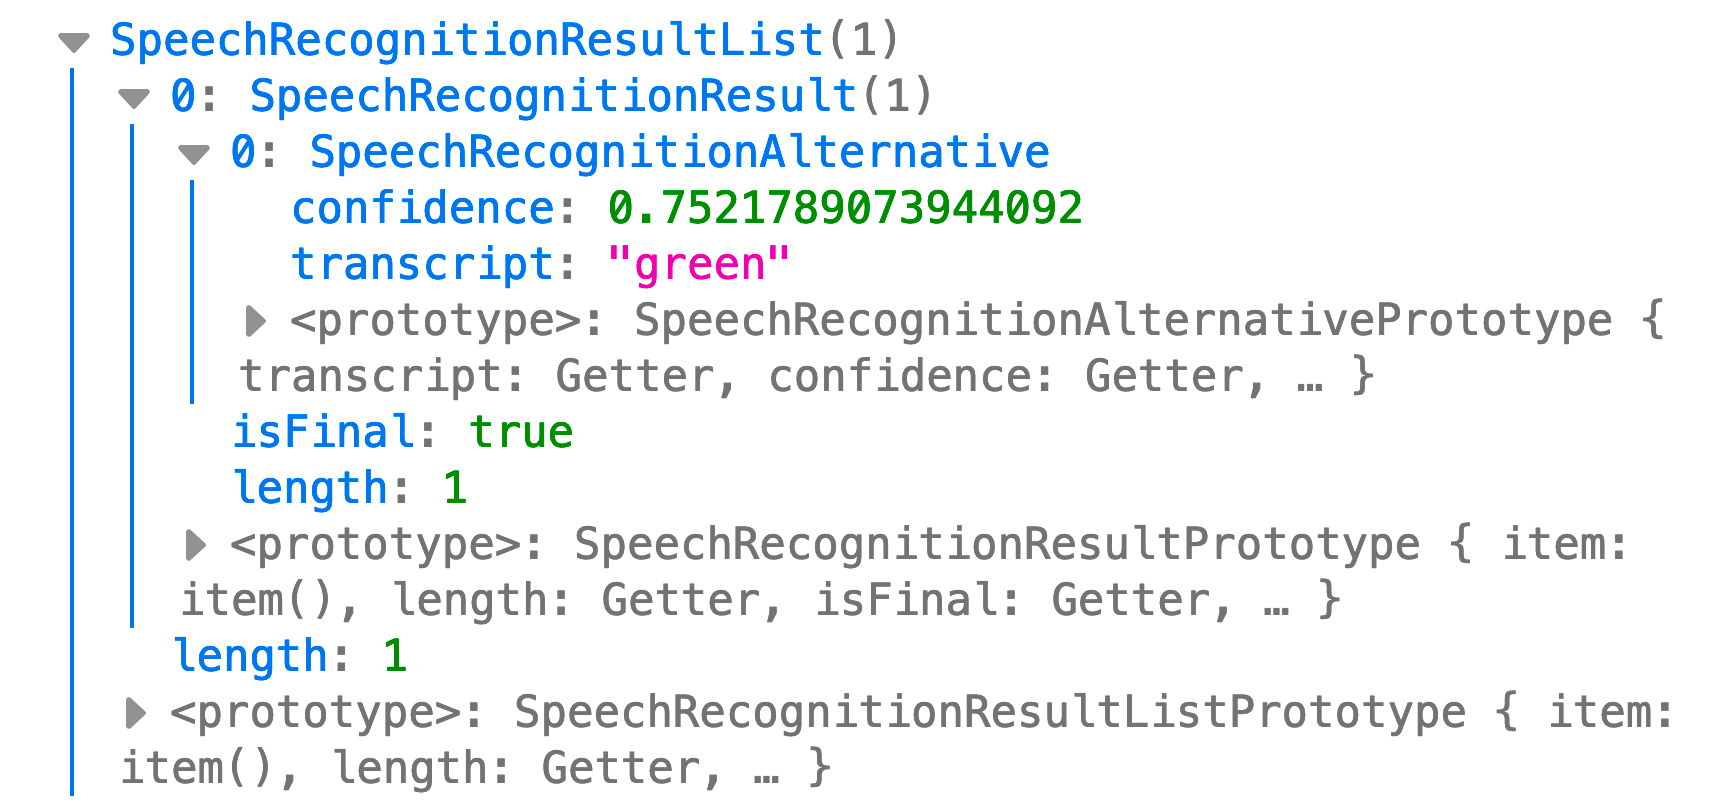 SpeechRecognitionResultList(1)
0: SpeechRecognitionResult(1)
0: SpeechRecognitionAlternative
confidence: 0.7521789073944092
transcript: "green"
<prototype>: SpeechRecognitionAlternativePrototype {
transcript: Getter, confidence: Getter, … }
isFinal: true
length: 1
<prototype>: SpeechRecognitionResultPrototype { item:
item(), length: Getter, isFinal: Getter, … }
length: 1
<prototype>: SpeechRecognitionResultListPrototype { item:
item(), length: Getter, … }